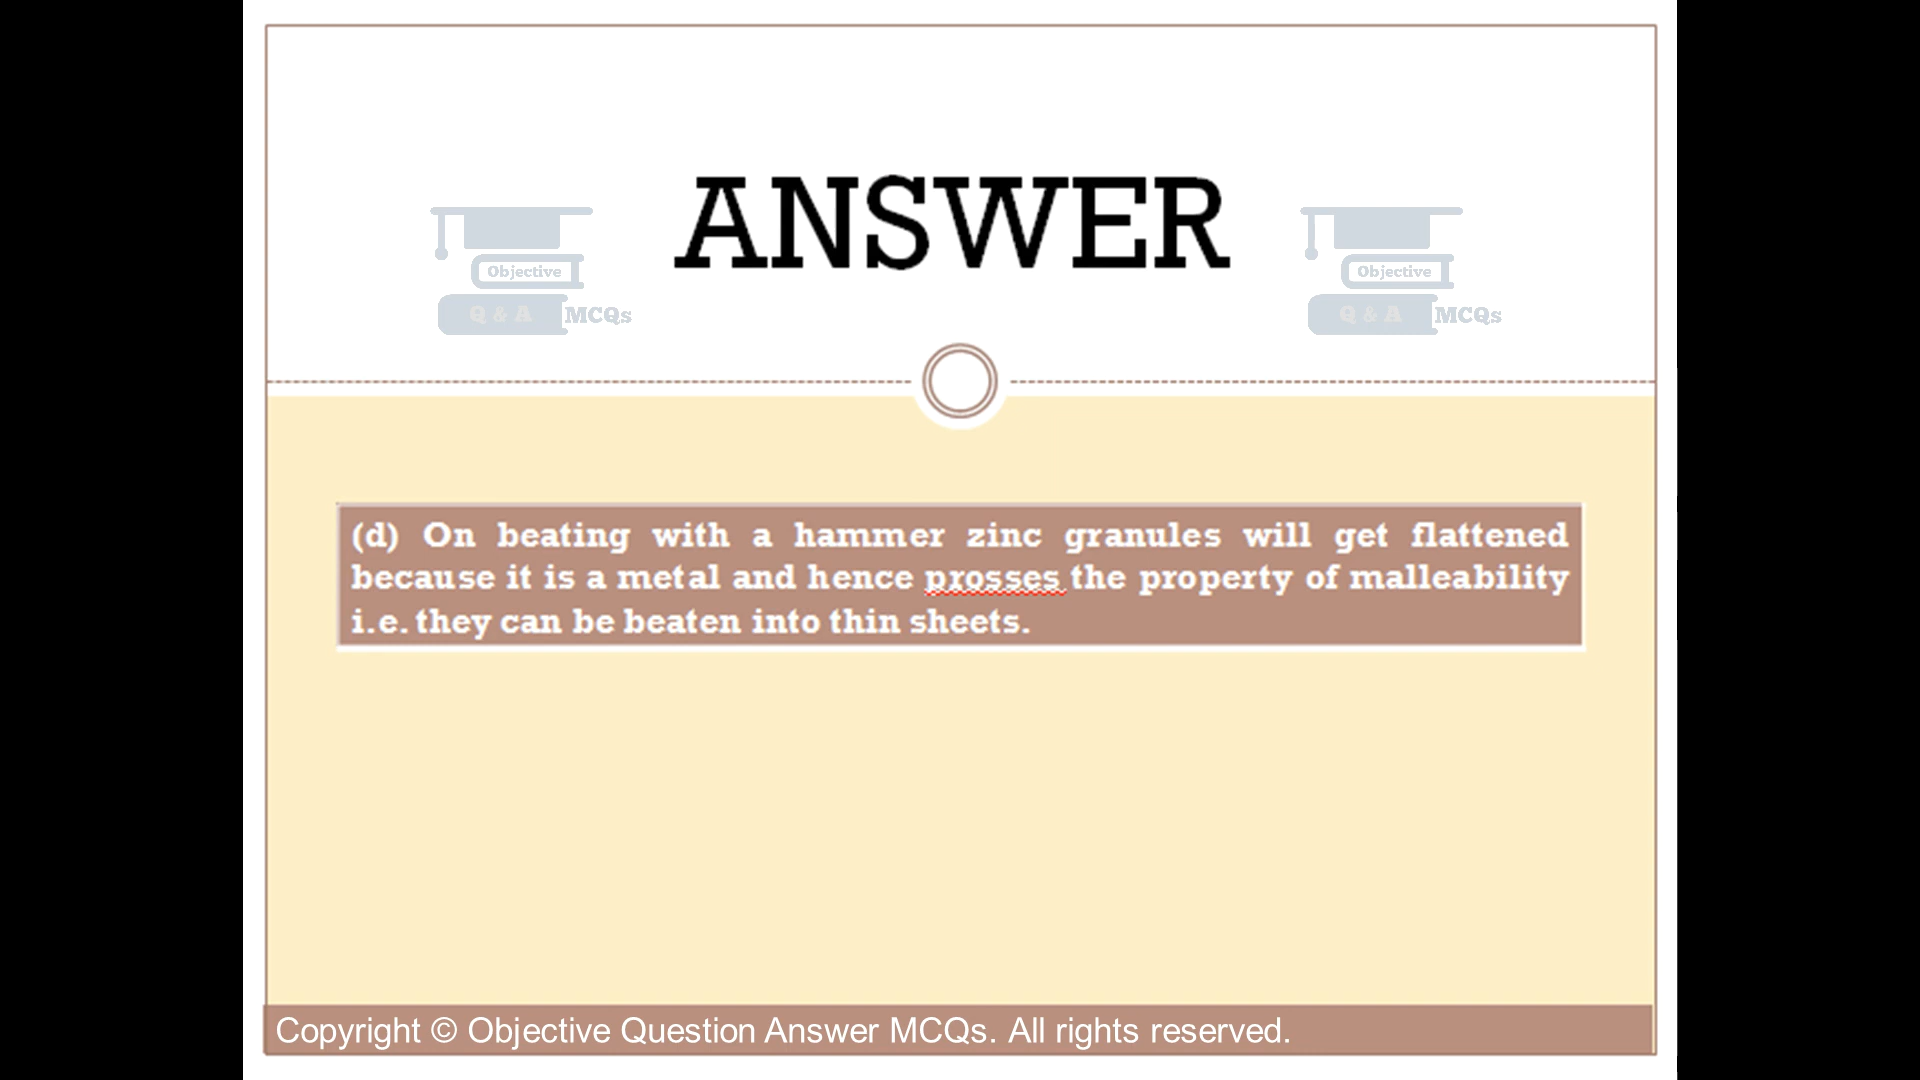 ANSWER
Objective
Q & A MCQs
Objective
Q & A MCQs
(d) On beating with a hammer zinc granules will get flattened
because it is a metal and hence prosses the property of malleability
i.e. they can be beaten into thin sheets.
Copyright © Objective Question Answer MCQs. All rights reserved.